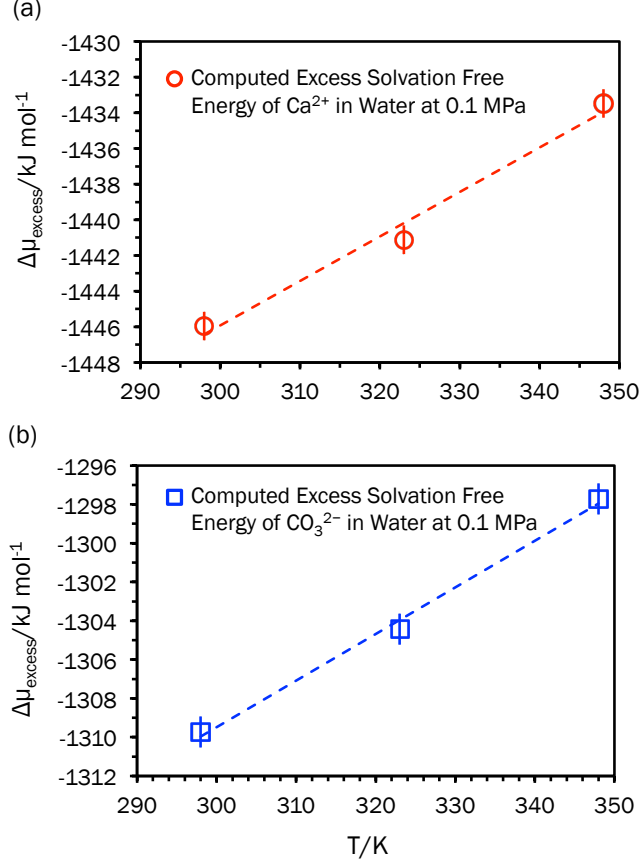 (a)
-1430
-1432
-1434
-1436
-1438
-1440
-1442
-1444
-1446
-1448
Δμexcess/kJ mol-1
Computed Excess Solvation Free
Energy of Ca2+ in Water at 0.1 MPa
290 300 310 320 330 340 350
(b)
-1296
-1298
-1300
-1302
-1304
-1306
-1308
-1310
-1312
Δμexcess/kJ mol-1
Computed Excess Solvation Free
Energy of CO32− in Water at 0.1 MPa
290 300 310 320 330 340 350
T/K